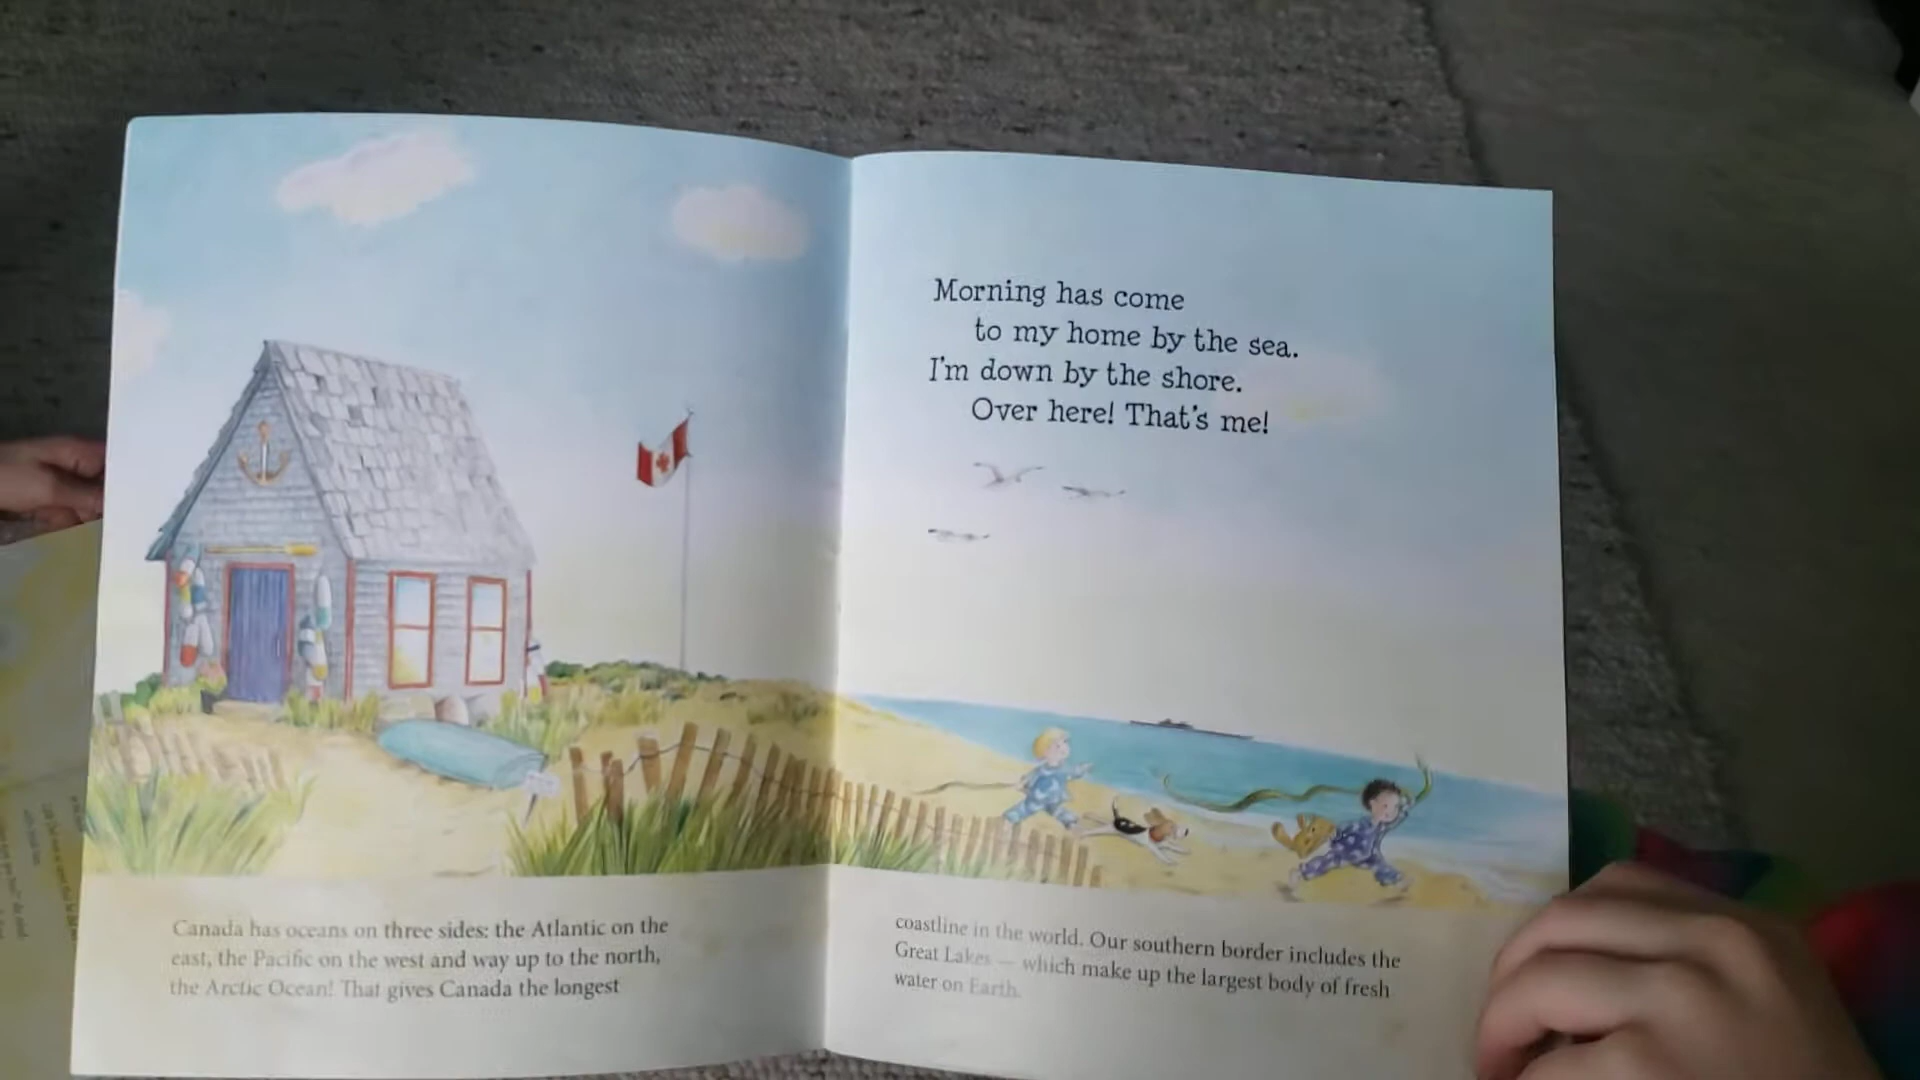 Morning has come
to my home by the sea.
I'm down by the shore.
Over here! That's me!
Canada has oceans on three sides: the Atlantic on the
east, the Pacific on the west and way up to the north,
the Arctic Ocean! That gives Canada the longest
coastline in the world. Our southern border includes the
Great Lakes — which make up the largest body of fresh
water on Earth.